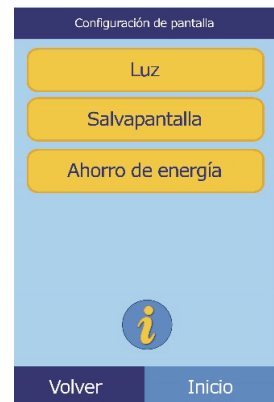 Configuración de pantalla
Luz
Salvapantalla
Ahorro de energía
i
Volver Inicio